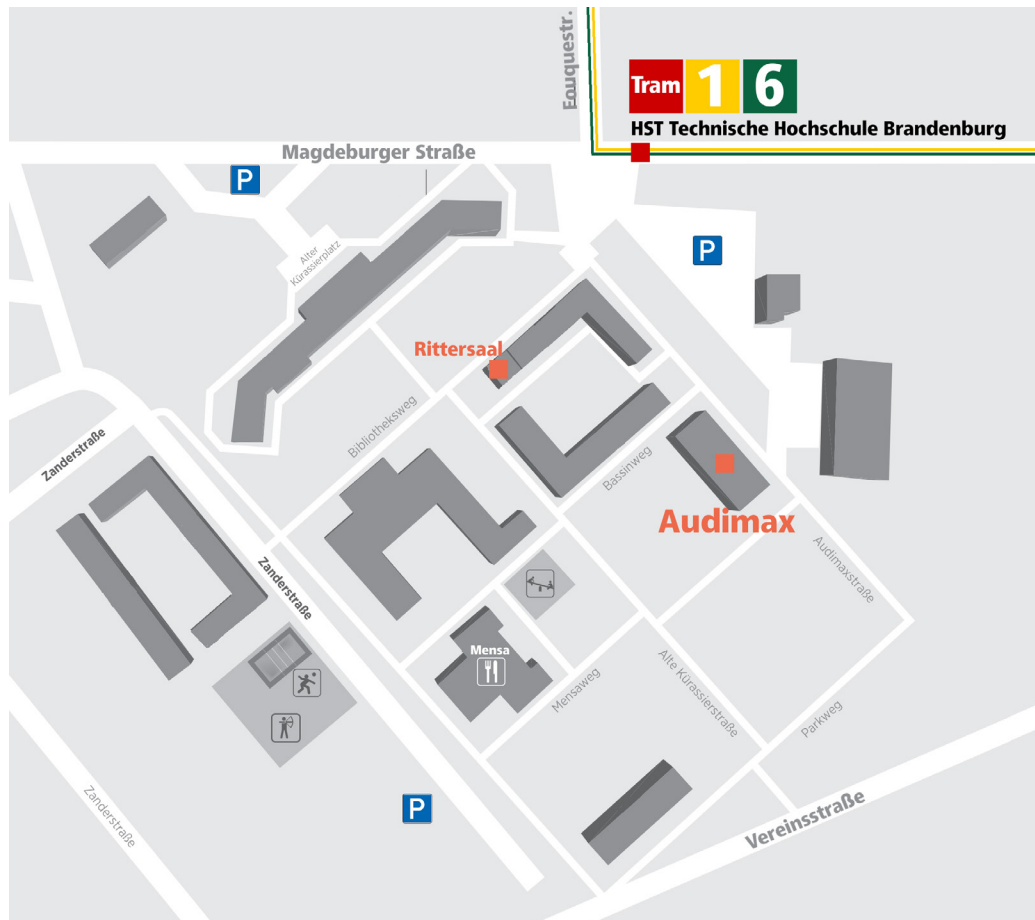 Fouquestr.
Tram 1 6
HST Technische Hochschule Brandenburg
Magdeburger Straße
P
P
Alter
Kürassierplatz
Rittersaal
Bibliotheksweg
Zanderstraße
Bassinweg
Audimax
Audimaxstraße
Zanderstraße
Mensa
Mensaweg
Alte Kürassierstraße
Parkweg
Zanderstraße
P
Vereinsstraße